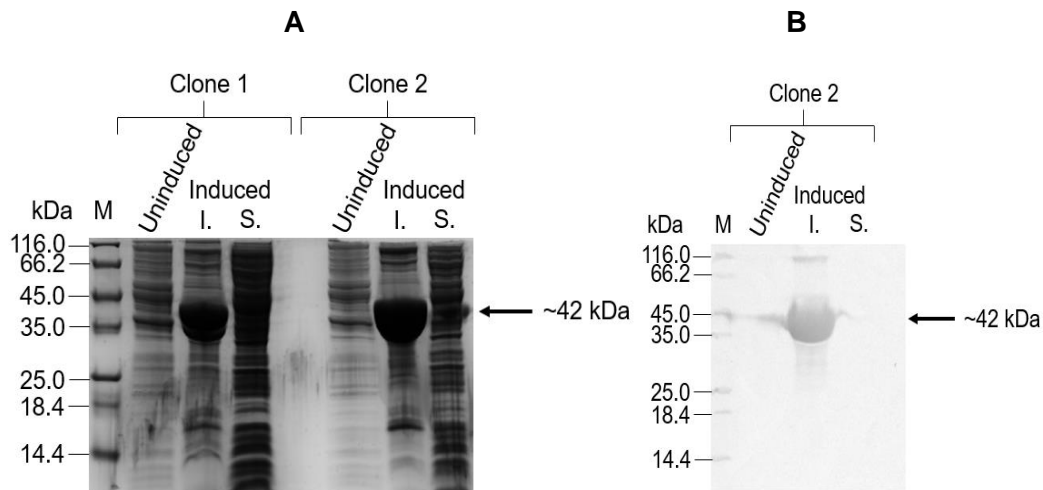 A
Clone 1
Clone 2
Uninduced
Induced
Uninduced
Induced
kDa
M
I.
S.
I.
S.
116.0
66.2
45.0
35.0
25.0
18.4
14.4
~42 kDa
B
Clone 2
Uninduced
Induced
kDa
M
I.
S.
116.0
66.2
45.0
35.0
25.0
18.4
14.4
~42 kDa